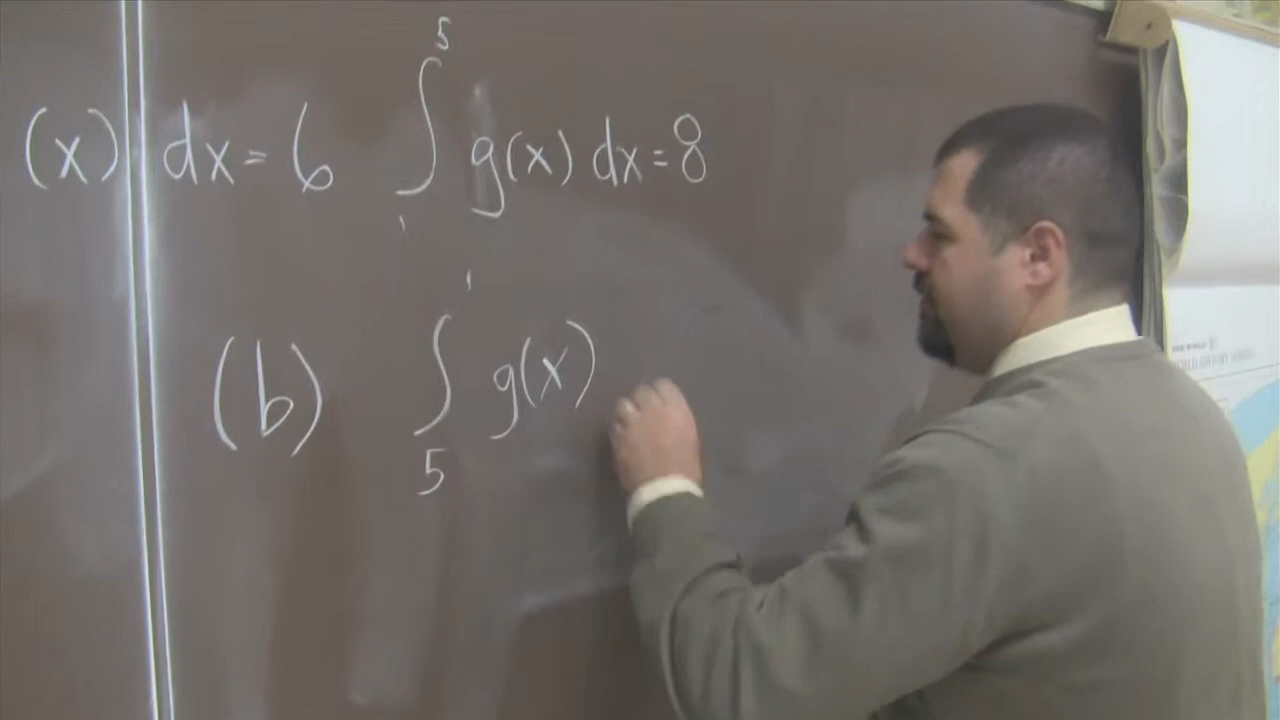 (x) dx = 6 ∫₁⁵ g(x) dx = 8
(b) ∫₅¹ g(x)